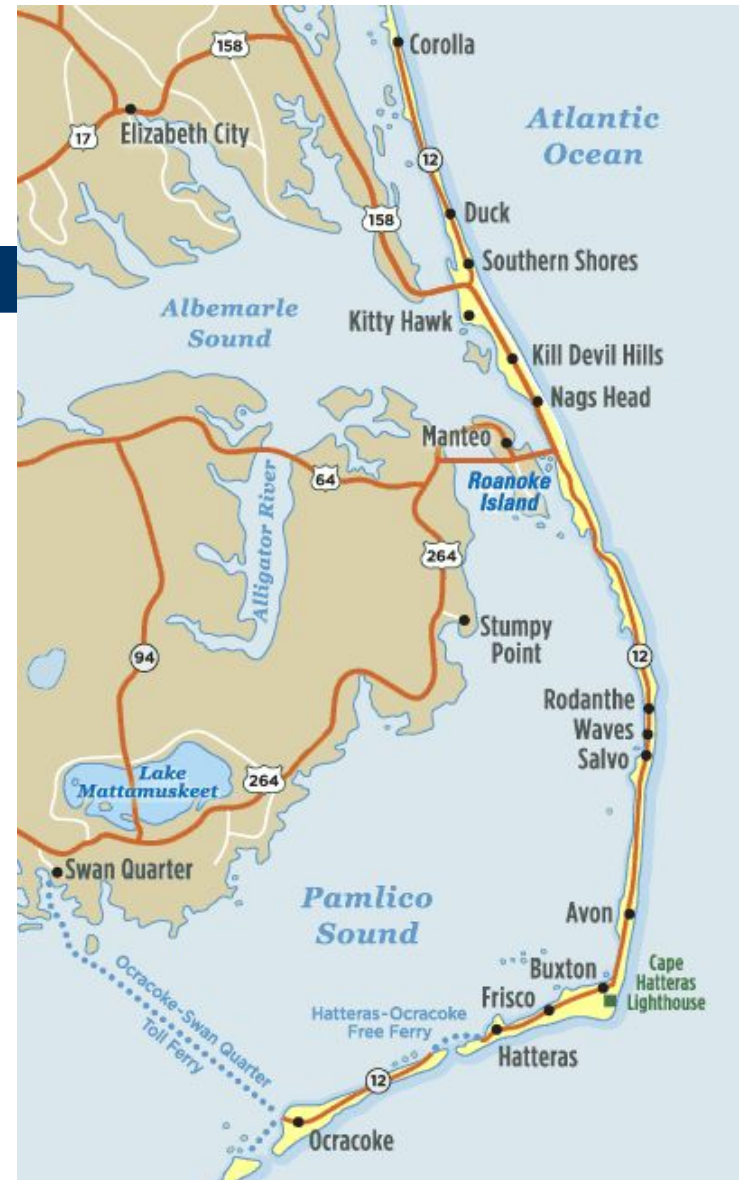 158
Corolla
Elizabeth City
17
Atlantic
Ocean
12
Duck
158
Southern Shores
Albemarle
Sound
Kitty Hawk
Kill Devil Hills
Nags Head
Manteo
Roanoke
Island
64
Alligator River
264
Stumpy
Point
94
12
Rodanthe
Waves
Salvo
Lake
Mattamuskeet
264
Swan Quarter
Pamlico
Sound
Avon
Buxton
Cape
Hatteras
Lighthouse
Frisco
Ocracoke-Swan Quarter
Toll Ferry
Hatteras-Ocracoke
Free Ferry
Hatteras
12
Ocracoke